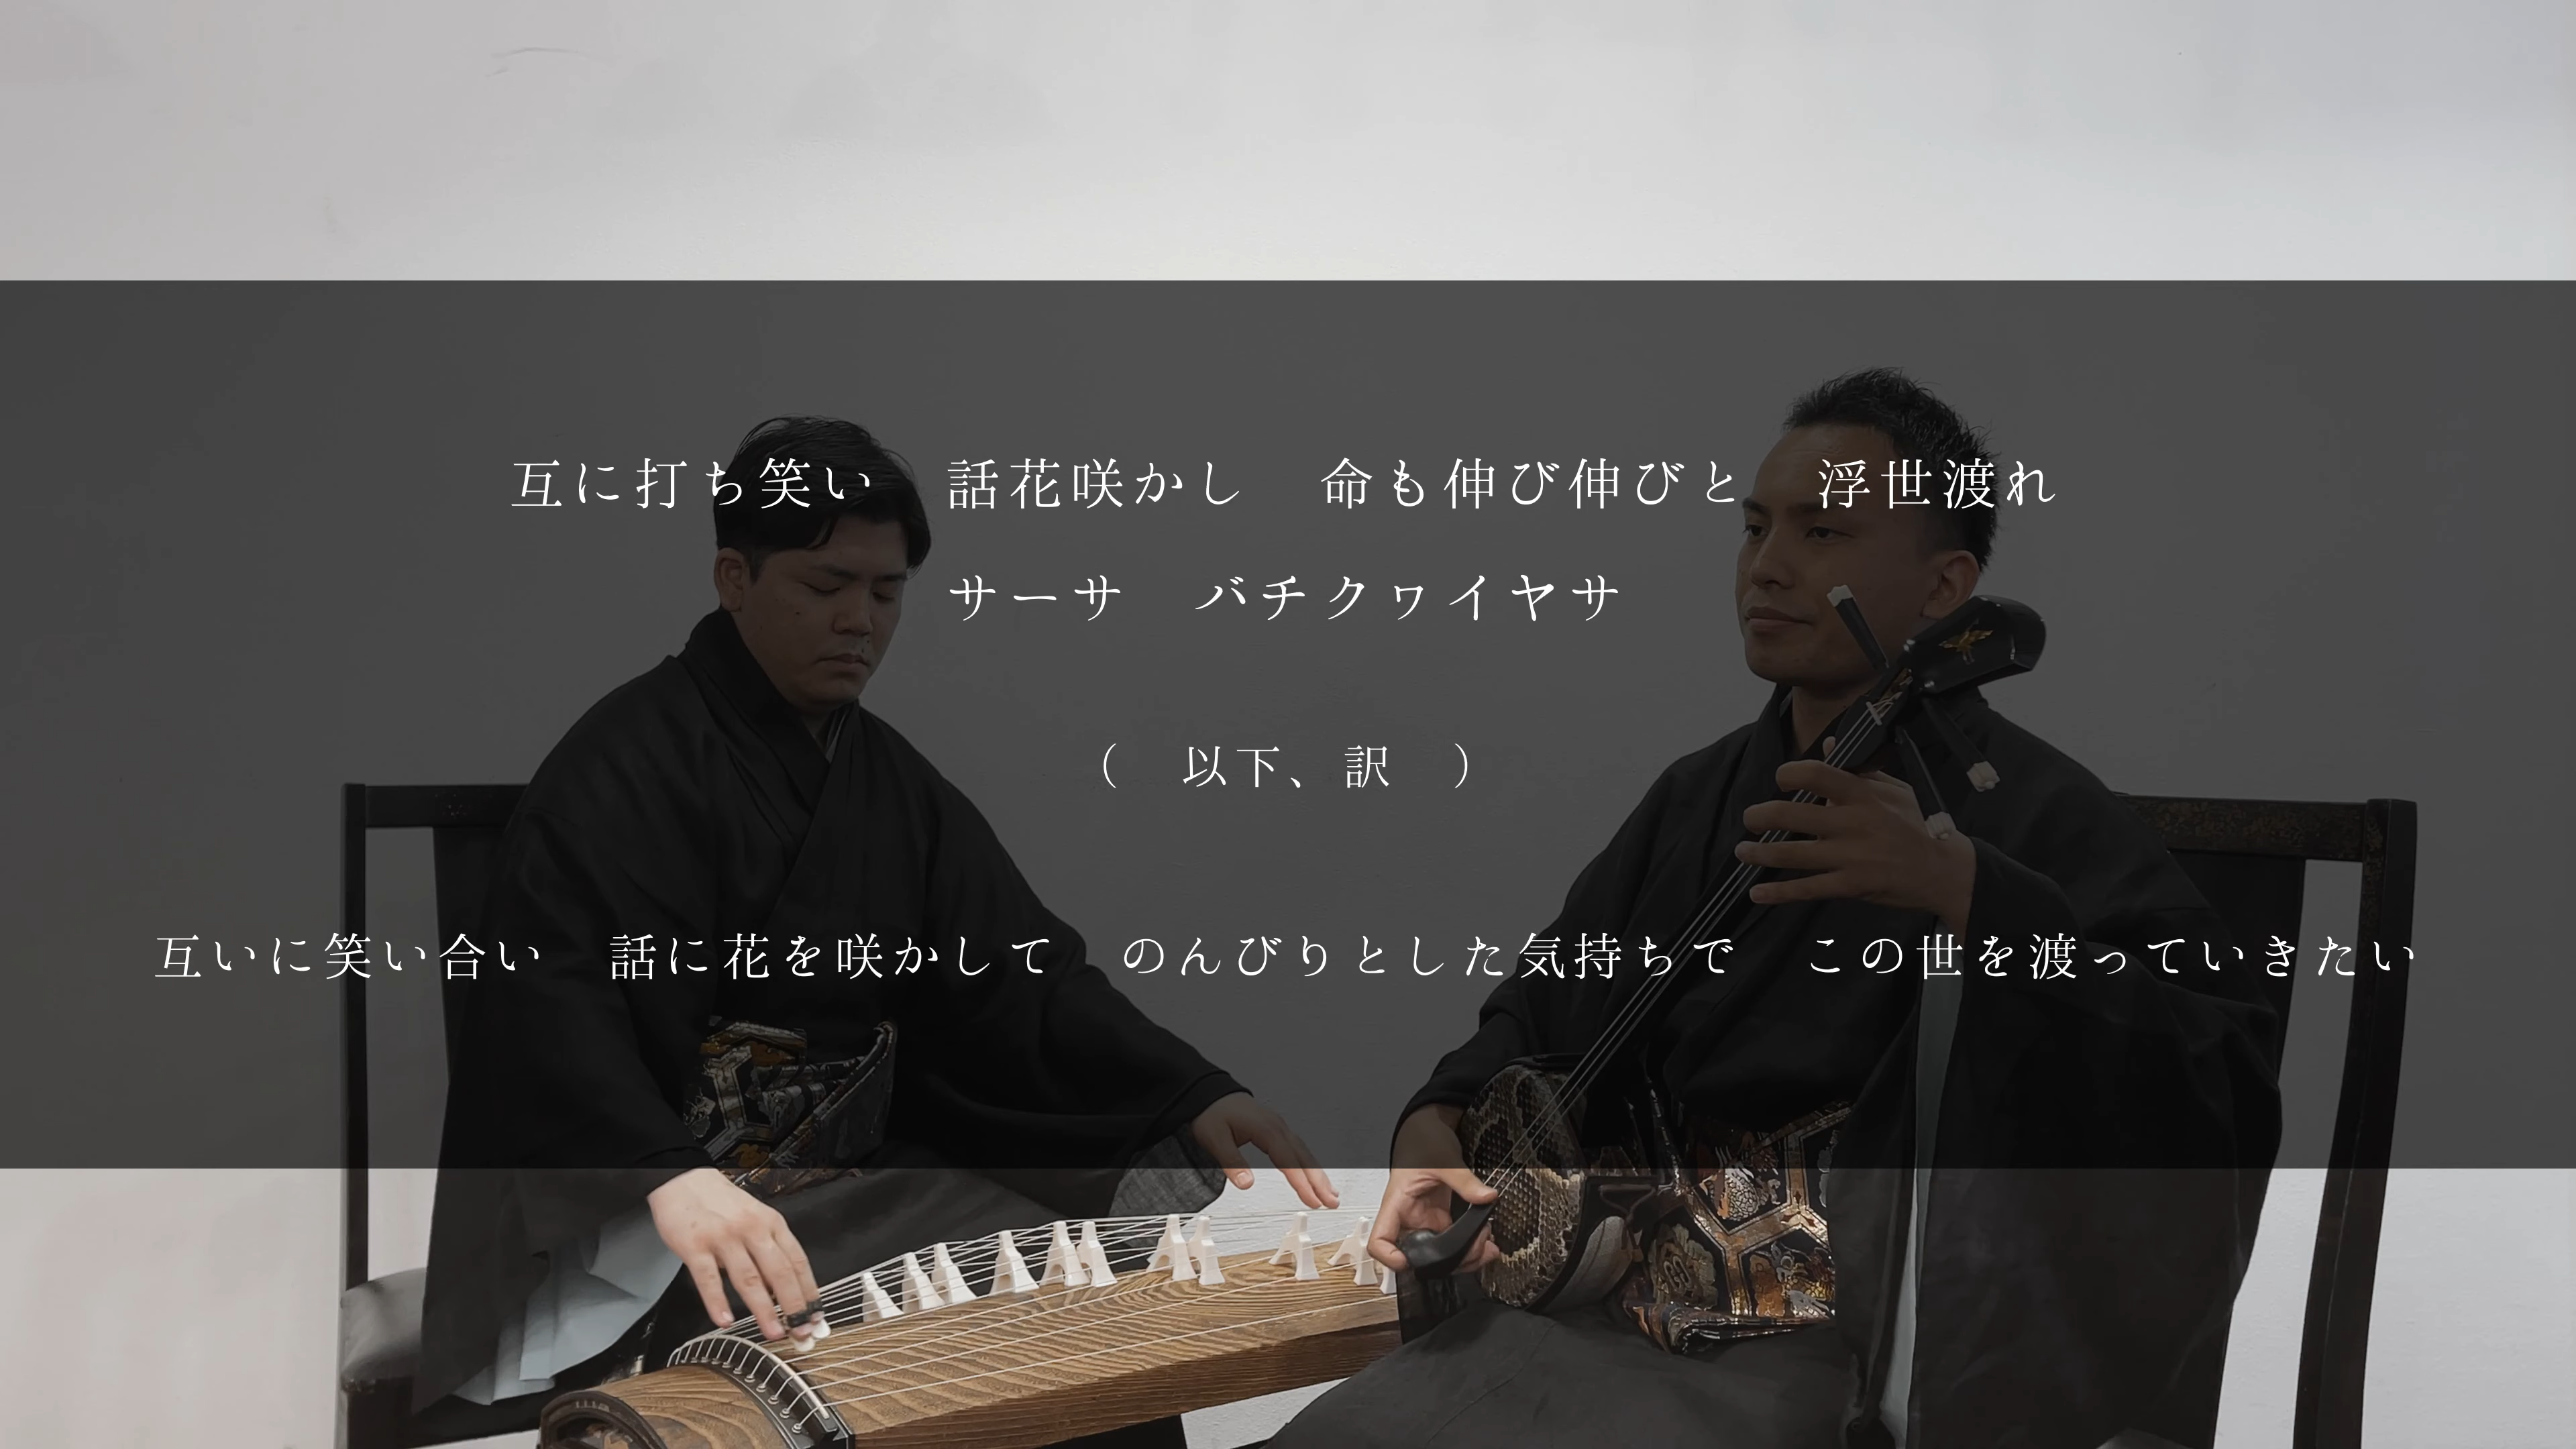 互に打ち笑い　話花咲かし　命も伸び伸びと　浮世渡れ
サーサ　バチクヮイヤサ
（　以下、訳　）
互いに笑い合い　話に花を咲かして　のんびりとした気持ちで　この世を渡っていきたい